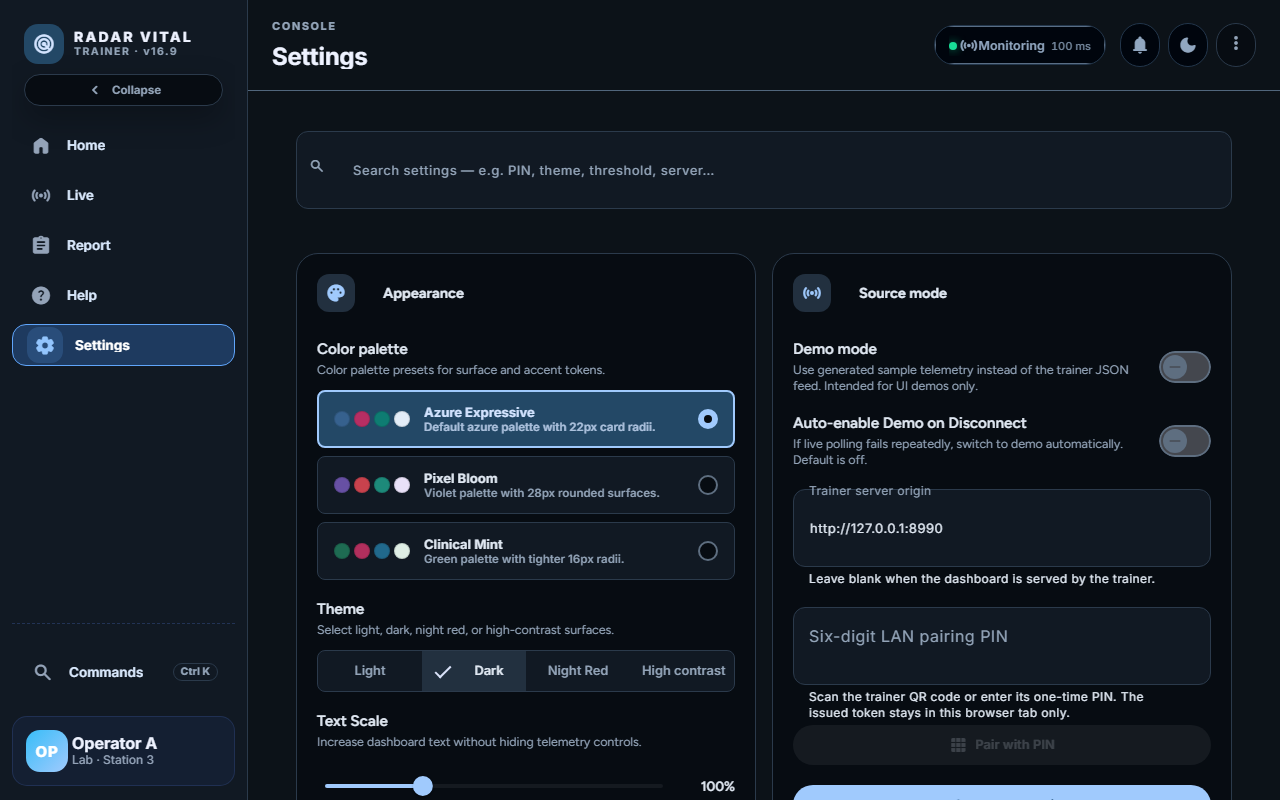 RADAR VITAL
TRAINER · v16.9
Collapse
Home
Live
Report
Help
Settings
Commands
Ctrl K
OP
Operator A
Lab · Station 3
CONSOLE
Settings
Monitoring 100 ms
Search settings — e.g. PIN, theme, threshold, server...
Appearance
Color palette
Color palette presets for surface and accent tokens.
Azure Expressive
Default azure palette with 22px card radii.
Pixel Bloom
Violet palette with 28px rounded surfaces.
Clinical Mint
Green palette with tighter 16px radii.
Theme
Select light, dark, night red, or high-contrast surfaces.
Light
Dark
Night Red
High contrast
Text Scale
Increase dashboard text without hiding telemetry controls.
100%
Source mode
Demo mode
Use generated sample telemetry instead of the trainer JSON
feed. Intended for UI demos only.
Auto-enable Demo on Disconnect
If live polling fails repeatedly, switch to demo automatically.
Default is off.
Trainer server origin
http://127.0.0.1:8990
Leave blank when the dashboard is served by the trainer.
Six-digit LAN pairing PIN
Scan the trainer QR code or enter its one-time PIN. The
issued token stays in this browser tab only.
Pair with PIN